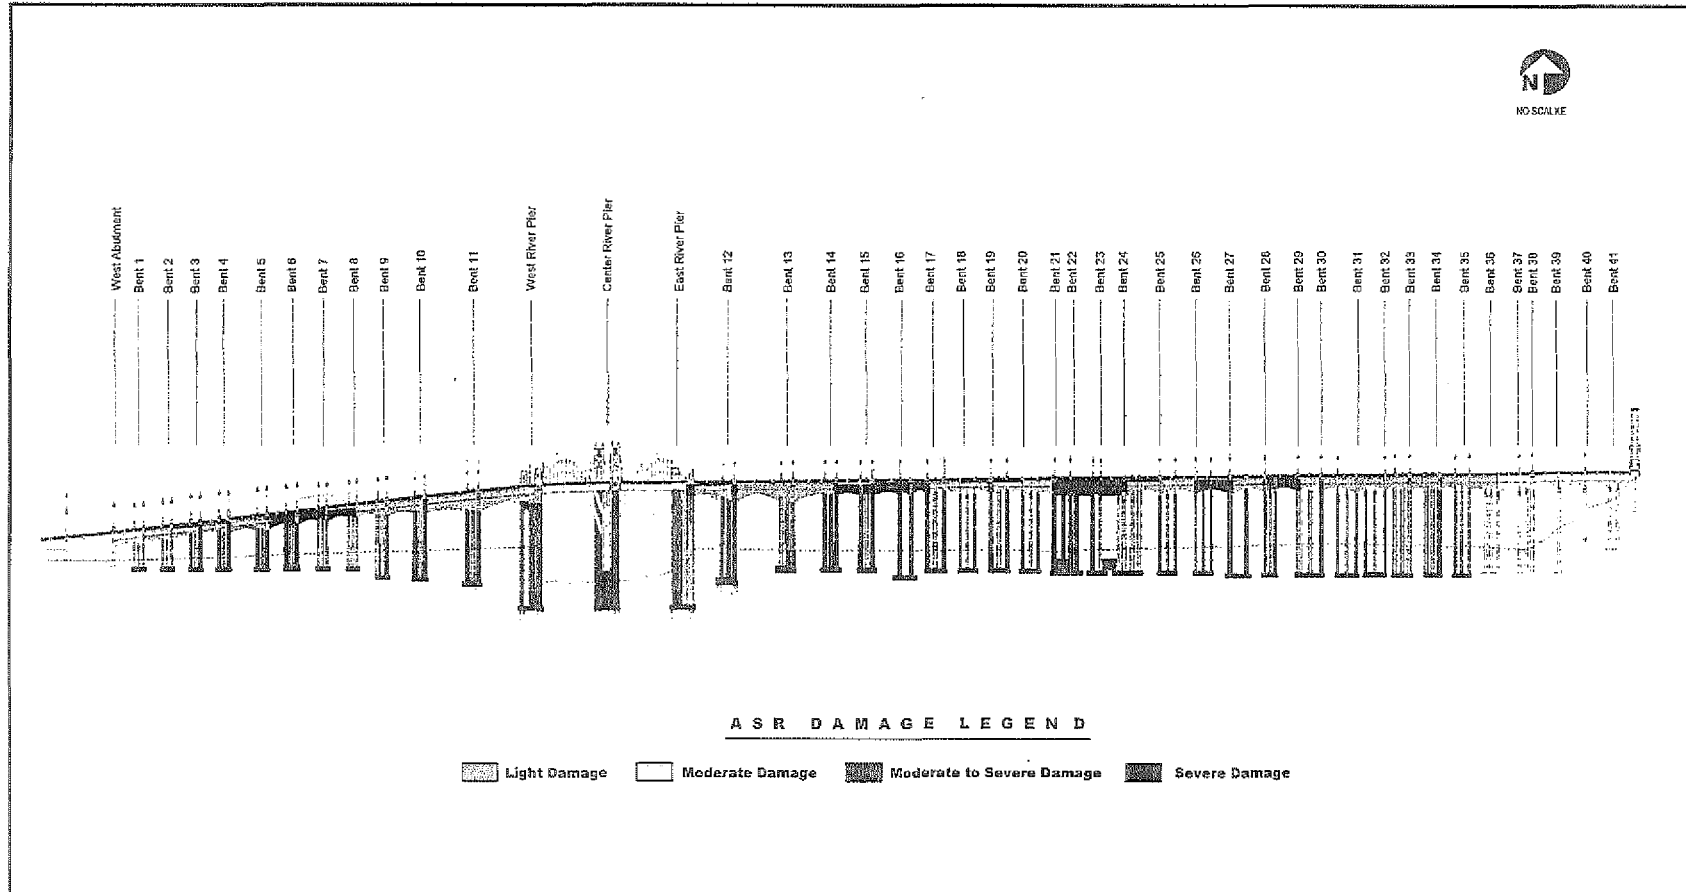 N
NO SCALKE
West Abutment
Bent 1
Bent 2
Bent 3
Bent 4
Bent 5
Bent 6
Bent 7
Bent 8
Bent 9
Bent 10
Bent 11
West River Pier
Center River Pier
East River Pier
Bent 12
Bent 13
Bent 14
Bent 15
Bent 16
Bent 17
Bent 18
Bent 19
Bent 20
Bent 21
Bent 22
Bent 23
Bent 24
Bent 25
Bent 26
Bent 27
Bent 28
Bent 29
Bent 30
Bent 31
Bent 32
Bent 33
Bent 34
Bent 35
Bent 36
Bent 37
Bent 38
Bent 39
Bent 40
Bent 41
ASR DAMAGE LEGEND
Light Damage
Moderate Damage
Moderate to Severe Damage
Severe Damage